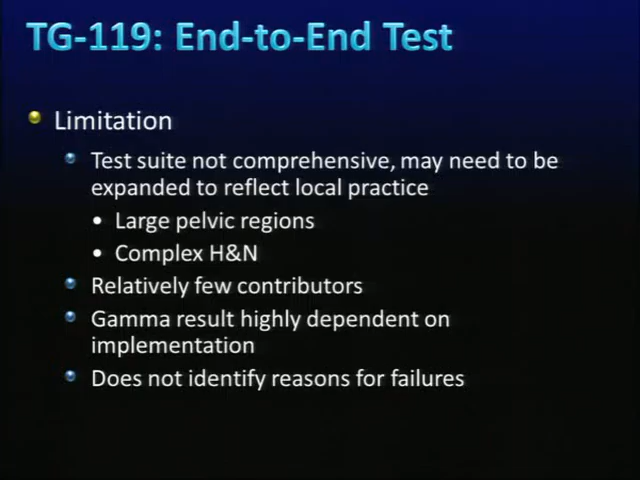 TG-119: End-to-End Test
Limitation
Test suite not comprehensive, may need to be
expanded to reflect local practice
• Large pelvic regions
• Complex H&N
Relatively few contributors
Gamma result highly dependent on
implementation
Does not identify reasons for failures